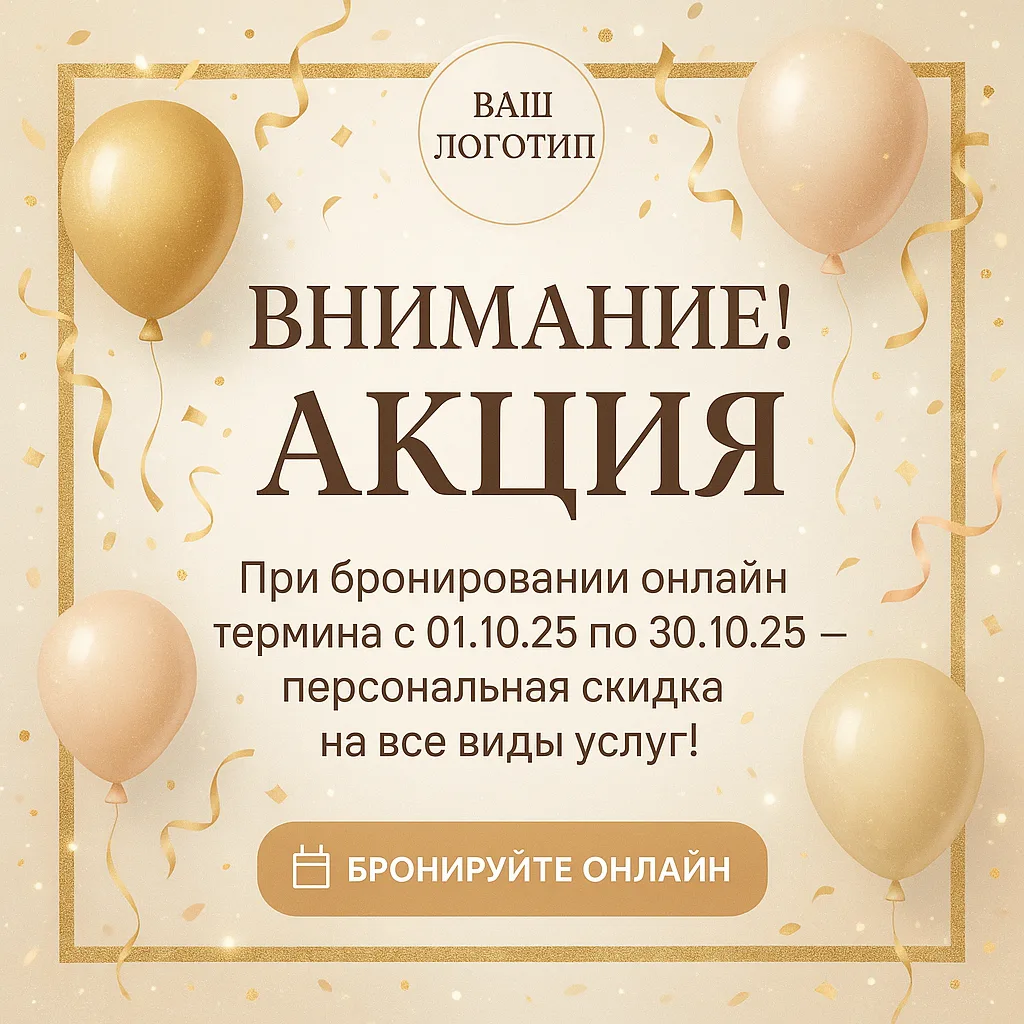 ВАШ
ЛОГОТИП
ВНИМАНИЕ!
АКЦИЯ
При бронировании онлайн
термина с 01.10.25 по 30.10.25 –
персональная скидка
на все виды услуг!
БРОНИРУЙТЕ ОНЛАЙН